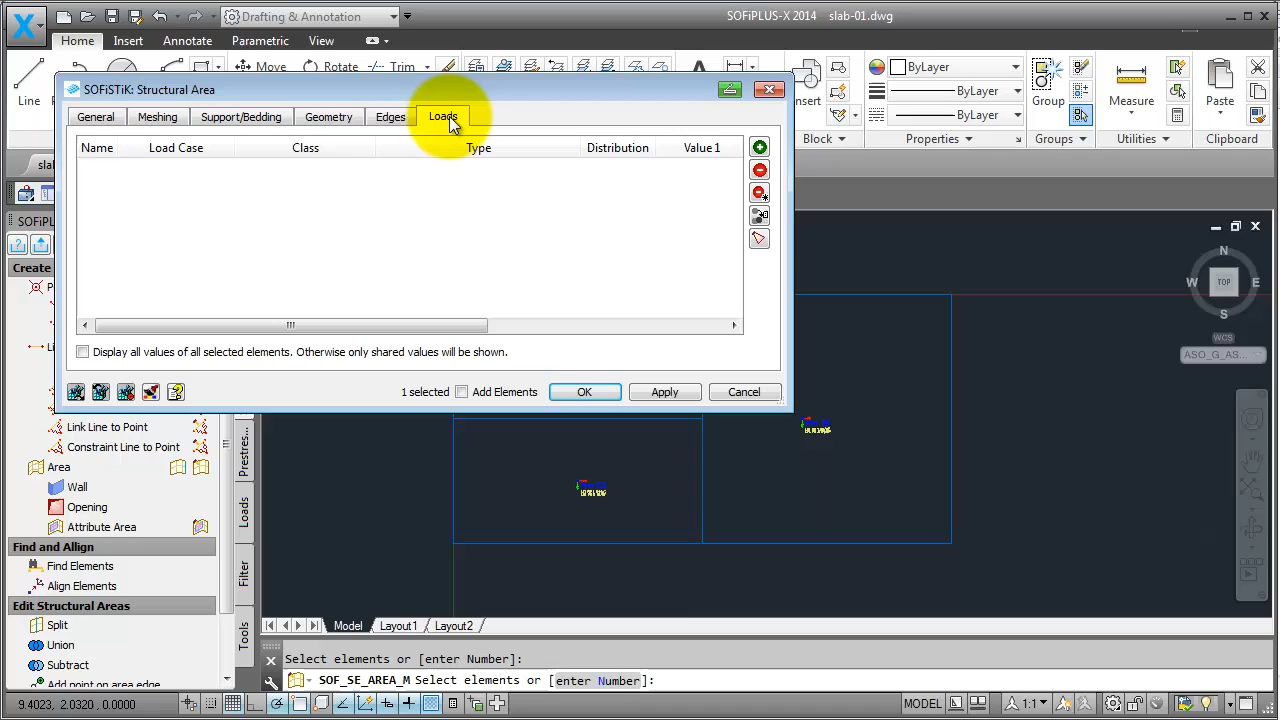 X
Drafting & Annotation
SOFiPLUS-X 2014 slab-01.dwg
Home Insert Annotate Parametric View
Line
Move Rotate Trim
ByLayer
ByLayer
ByLayer
Group
Measure
Paste
Block
Properties
Groups
Utilities
SOFiSTiK: Structural Area
General Meshing Support/Bedding Geometry Edges Loads
Name Load Case Class Type Distribution Value 1
Display all values of all selected elements. Otherwise only shared values will be shown.
1 selected Add Elements OK Apply Cancel
slab
SOFiPL
Create
Link Line to Point
Constraint Line to Point
Area
Wall
Opening
Attribute Area
Find and Align
Find Elements
Align Elements
Edit Structural Areas
Split
Union
Subtract
Add point on area edge
Prestres...
Loads
Filter
Tools
N
W TOP E
S
WCS
ASO_G_AS...
Model Layout1 Layout2
Select elements or [enter Number]:
SOF_SE_AREA_M Select elements or [enter Number]:
9.4023, 2.0320, 0.0000
MODEL
1:1